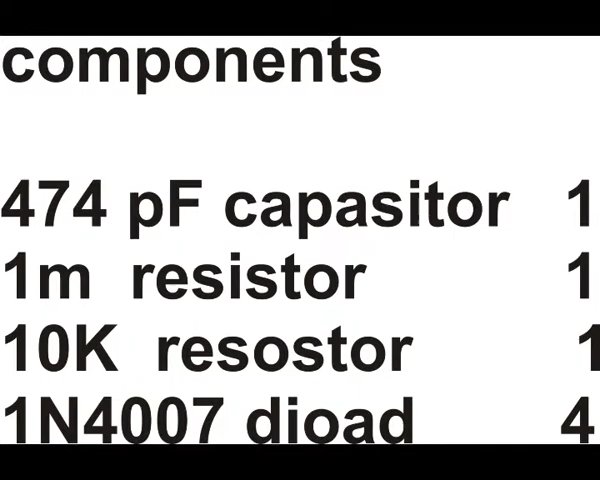 components
474 pF capasitor 1
1m resistor 1
10K resostor 1
1N4007 dioad 4